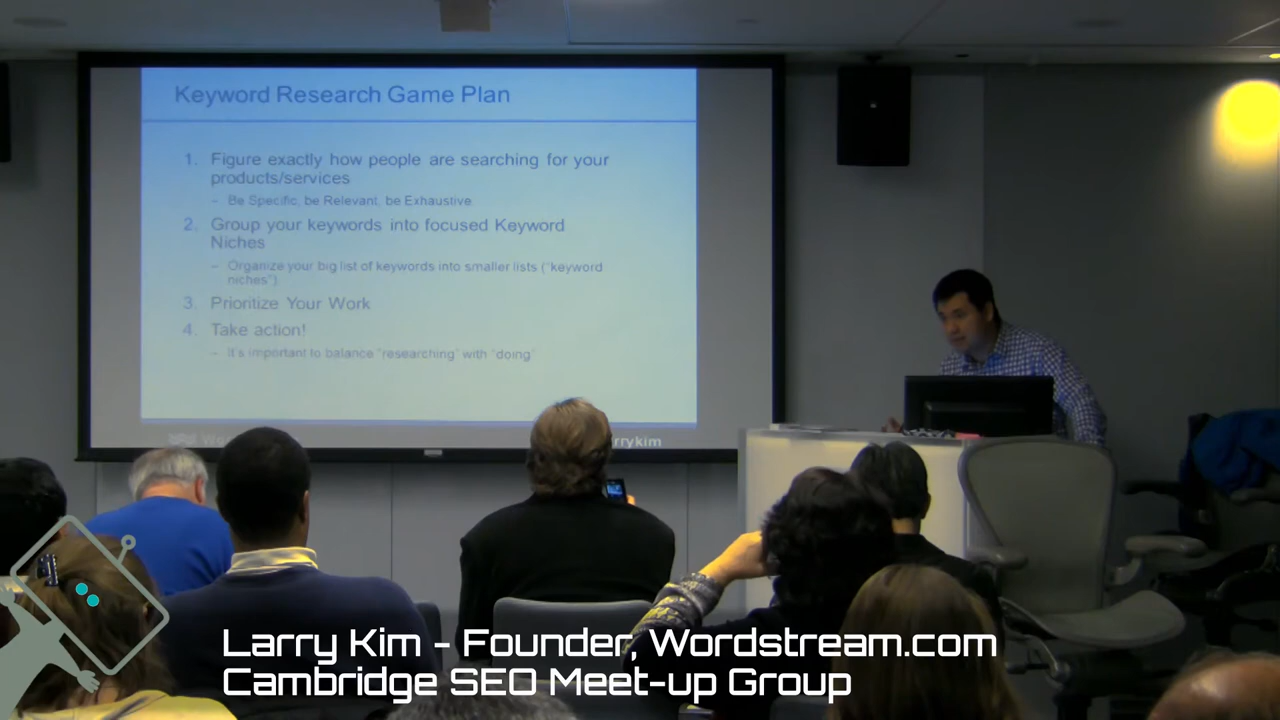 Keyword Research Game Plan
1. Figure exactly how people are searching for your
products/services
– Be Specific, be Relevant, be Exhaustive
2. Group your keywords into focused Keyword
Niches
– Organize your big list of keywords into smaller lists ("keyword
niches")
3. Prioritize Your Work
4. Take action!
– It's important to balance "researching" with "doing"
rrykim
Larry Kim - Founder, Wordstream.com
Cambridge SEO Meet-up Group